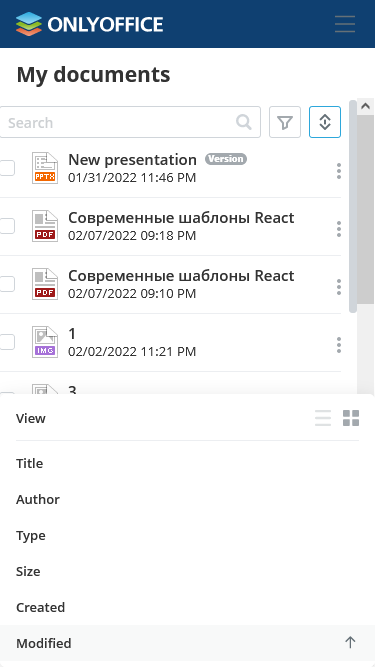 ONLYOFFICE
My documents
Search
New presentation Version
PPTX
01/31/2022 11:46 PM
Современные шаблоны React
PDF
02/07/2022 09:18 PM
Современные шаблоны React
PDF
02/07/2022 09:10 PM
1
IMG
02/02/2022 11:21 PM
3
View
Title
Author
Type
Size
Created
Modified